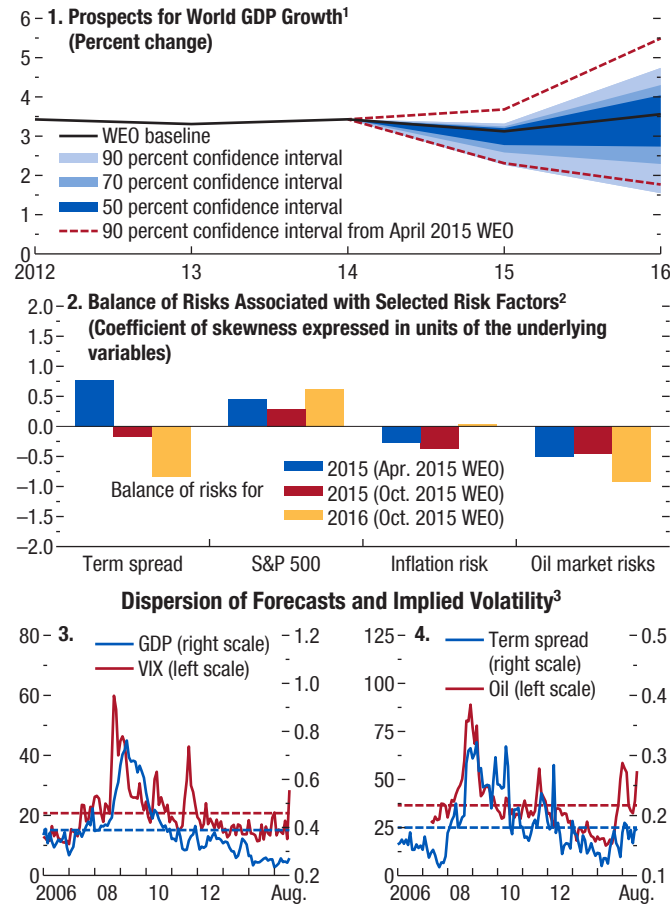 1. Prospects for World GDP Growth¹
(Percent change)
6
5
4
3
2
1
0
WEO baseline
90 percent confidence interval
70 percent confidence interval
50 percent confidence interval
90 percent confidence interval from April 2015 WEO
2012 13 14 15 16
2. Balance of Risks Associated with Selected Risk Factors²
(Coefficient of skewness expressed in units of the underlying
variables)
2.0
1.5
1.0
0.5
0.0
−0.5
−1.0
−1.5
−2.0
Balance of risks for
2015 (Apr. 2015 WEO)
2015 (Oct. 2015 WEO)
2016 (Oct. 2015 WEO)
Term spread S&P 500 Inflation risk Oil market risks
Dispersion of Forecasts and Implied Volatility³
3.
GDP (right scale)
VIX (left scale)
80
60
40
20
0
1.2
1.0
0.8
0.6
0.4
0.2
2006 08 10 12 Aug.
4.
Term spread
(right scale)
Oil (left scale)
125
100
75
50
25
0
0.5
0.4
0.3
0.2
0.1
2006 08 10 12 Aug.